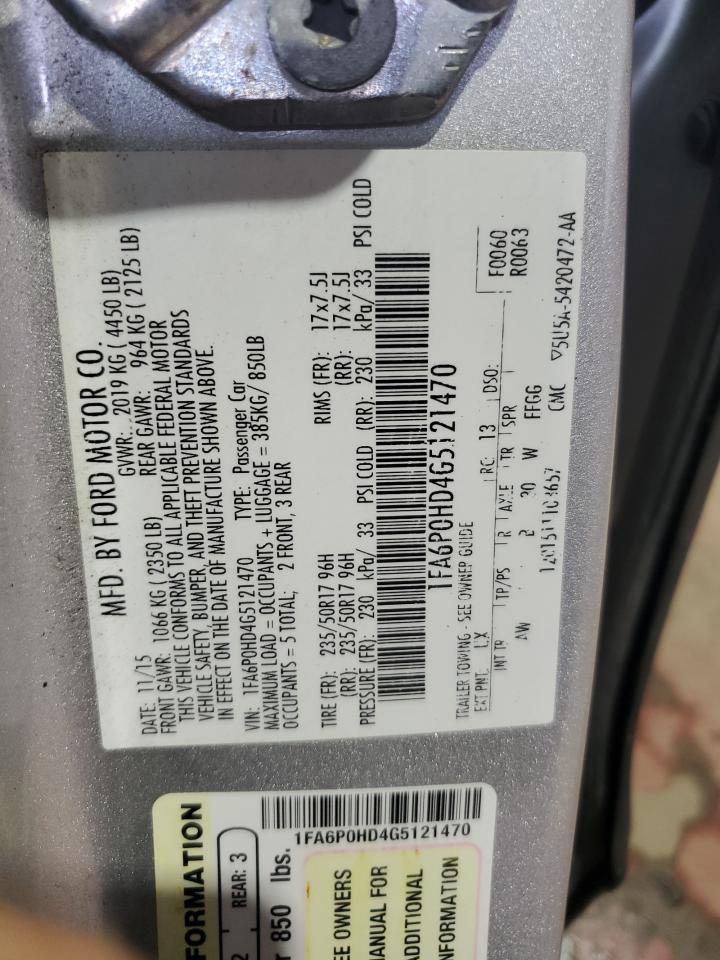 MFD. BY FORD MOTOR CO.
DATE: 11/15 GVWR: 2019 KG ( 4450 LB)
FRONT GAWR: 1066 KG ( 2350 LB) REAR GAWR: 964 KG ( 2125 LB)
THIS VEHICLE CONFORMS TO ALL APPLICABLE FEDERAL MOTOR
VEHICLE SAFETY, BUMPER, AND THEFT PREVENTION STANDARDS
IN EFFECT ON THE DATE OF MANUFACTURE SHOWN ABOVE.
VIN: 1FA6P0HD4G5121470 TYPE: Passenger Car
MAXIMUM LOAD = OCCUPANTS + LUGGAGE = 385KG/ 850LB
OCCUPANTS = 5 TOTAL; 2 FRONT, 3 REAR
TIRE (FR): 235/50R17 96H RIMS (FR): 17x7.5J
(RR): 235/50R17 96H (RR): 17x7.5J
PRESSURE (FR): 230 kPa/ 33 PSI COLD (RR): 230 kPa/ 33 PSI COLD
1FA6P0HD4G5121470
TRAILER TOWING - SEE OWNER GUIDE
F0060
R0063
EXT PNT: LX RC: 13 DSO:
INT TR TP/PS R AXLE TR SPR
AW 2 30 W FFGG
CMC
▽5U5A-5420472-AA
FORMATION
REAR: 3
r 850 lbs.
1FA6P0HD4G5121470
EE OWNERS
ANUAL FOR
ADDITIONAL
NFORMATION